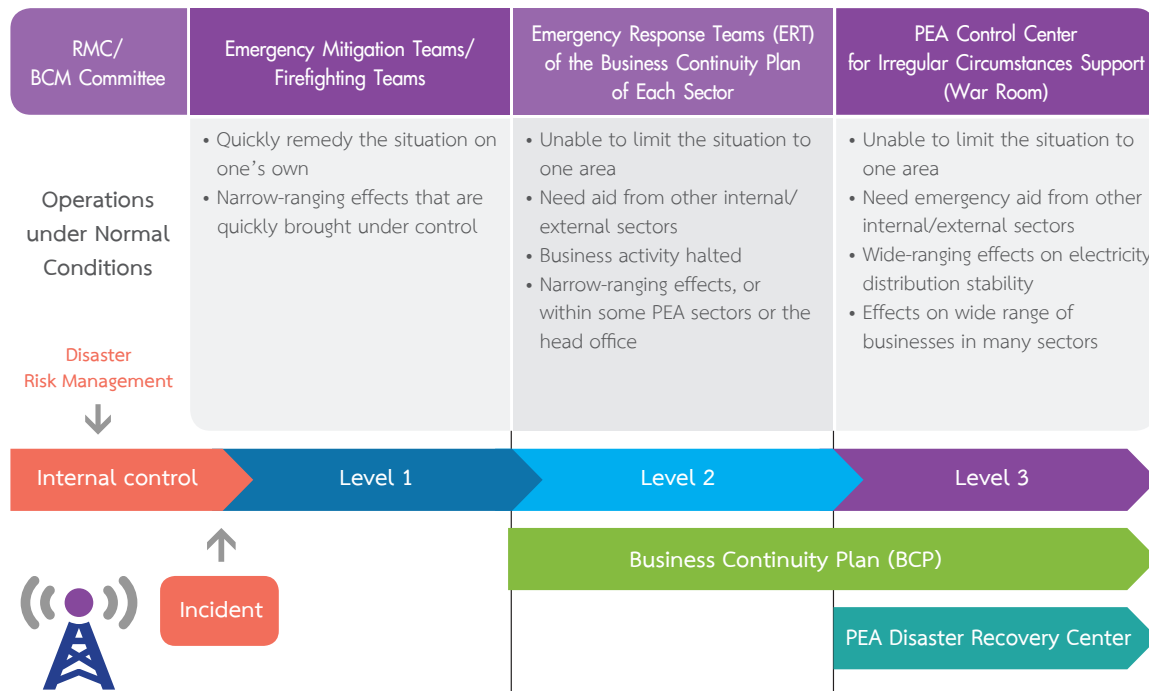 RMC/
BCM Committee
Emergency Mitigation Teams/
Firefighting Teams
Emergency Response Teams (ERT)
of the Business Continuity Plan
of Each Sector
PEA Control Center
for Irregular Circumstances Support
(War Room)
Operations
under Normal
Conditions
Disaster
Risk Management
• Quickly remedy the situation on
one's own
• Narrow-ranging effects that are
quickly brought under control
• Unable to limit the situation to
one area
• Need aid from other internal/
external sectors
• Business activity halted
• Narrow-ranging effects, or
within some PEA sectors or the
head office
• Unable to limit the situation to
one area
• Need emergency aid from other
internal/external sectors
• Wide-ranging effects on electricity
distribution stability
• Effects on wide range of
businesses in many sectors
Internal control
Level 1
Level 2
Level 3
Business Continuity Plan (BCP)
Incident
PEA Disaster Recovery Center